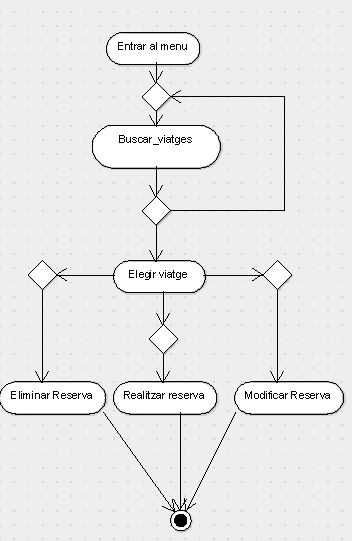 Entrar al menu
Buscar_viatges
Elegir viatge
Eliminar Reserva
Realitzar reserva
Modificar Reserva